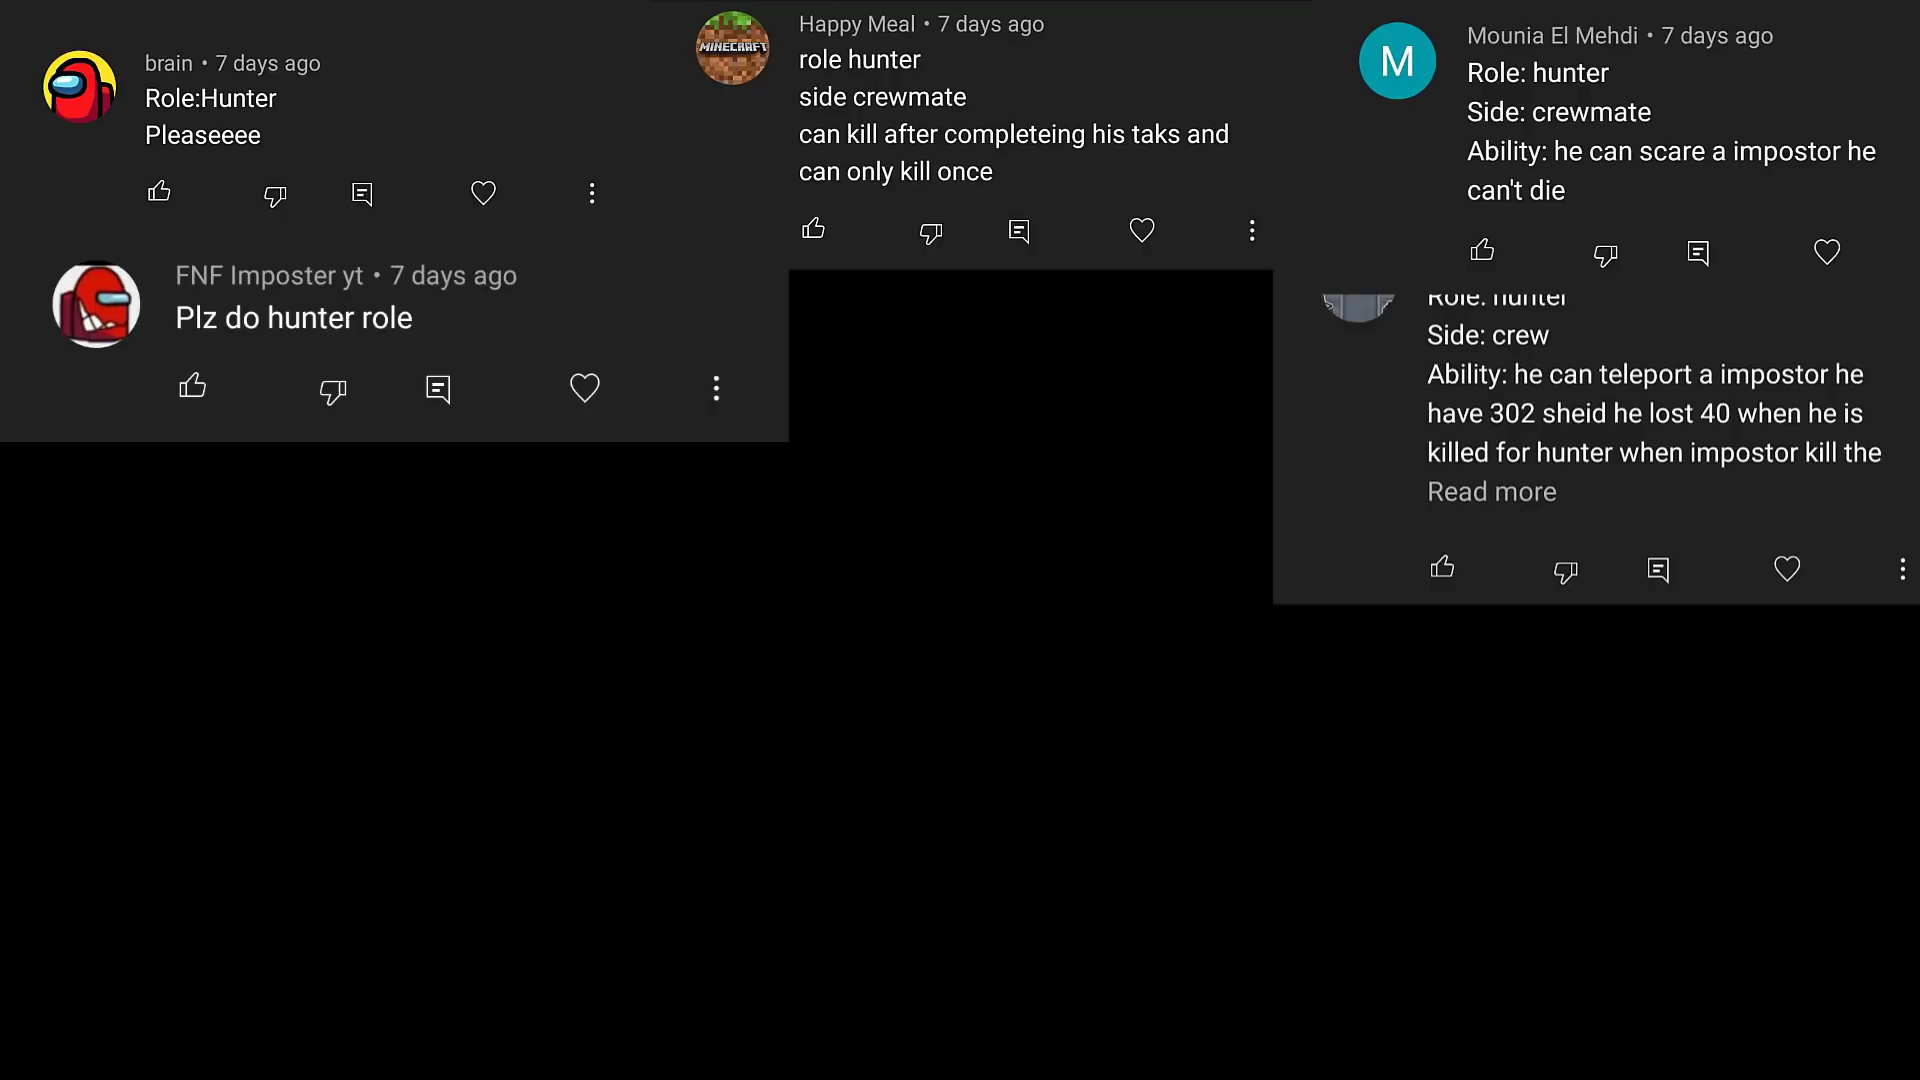 brain • 7 days ago
Role:Hunter
Pleaseeee
FNF Imposter yt • 7 days ago
Plz do hunter role
MINECRAFT
Happy Meal • 7 days ago
role hunter
side crewmate
can kill after completeing his taks and
can only kill once
M
Mounia El Mehdi • 7 days ago
Role: hunter
Side: crewmate
Ability: he can scare a impostor he
can't die
Role: hunter
Side: crew
Ability: he can teleport a impostor he
have 302 sheid he lost 40 when he is
killed for hunter when impostor kill the
Read more